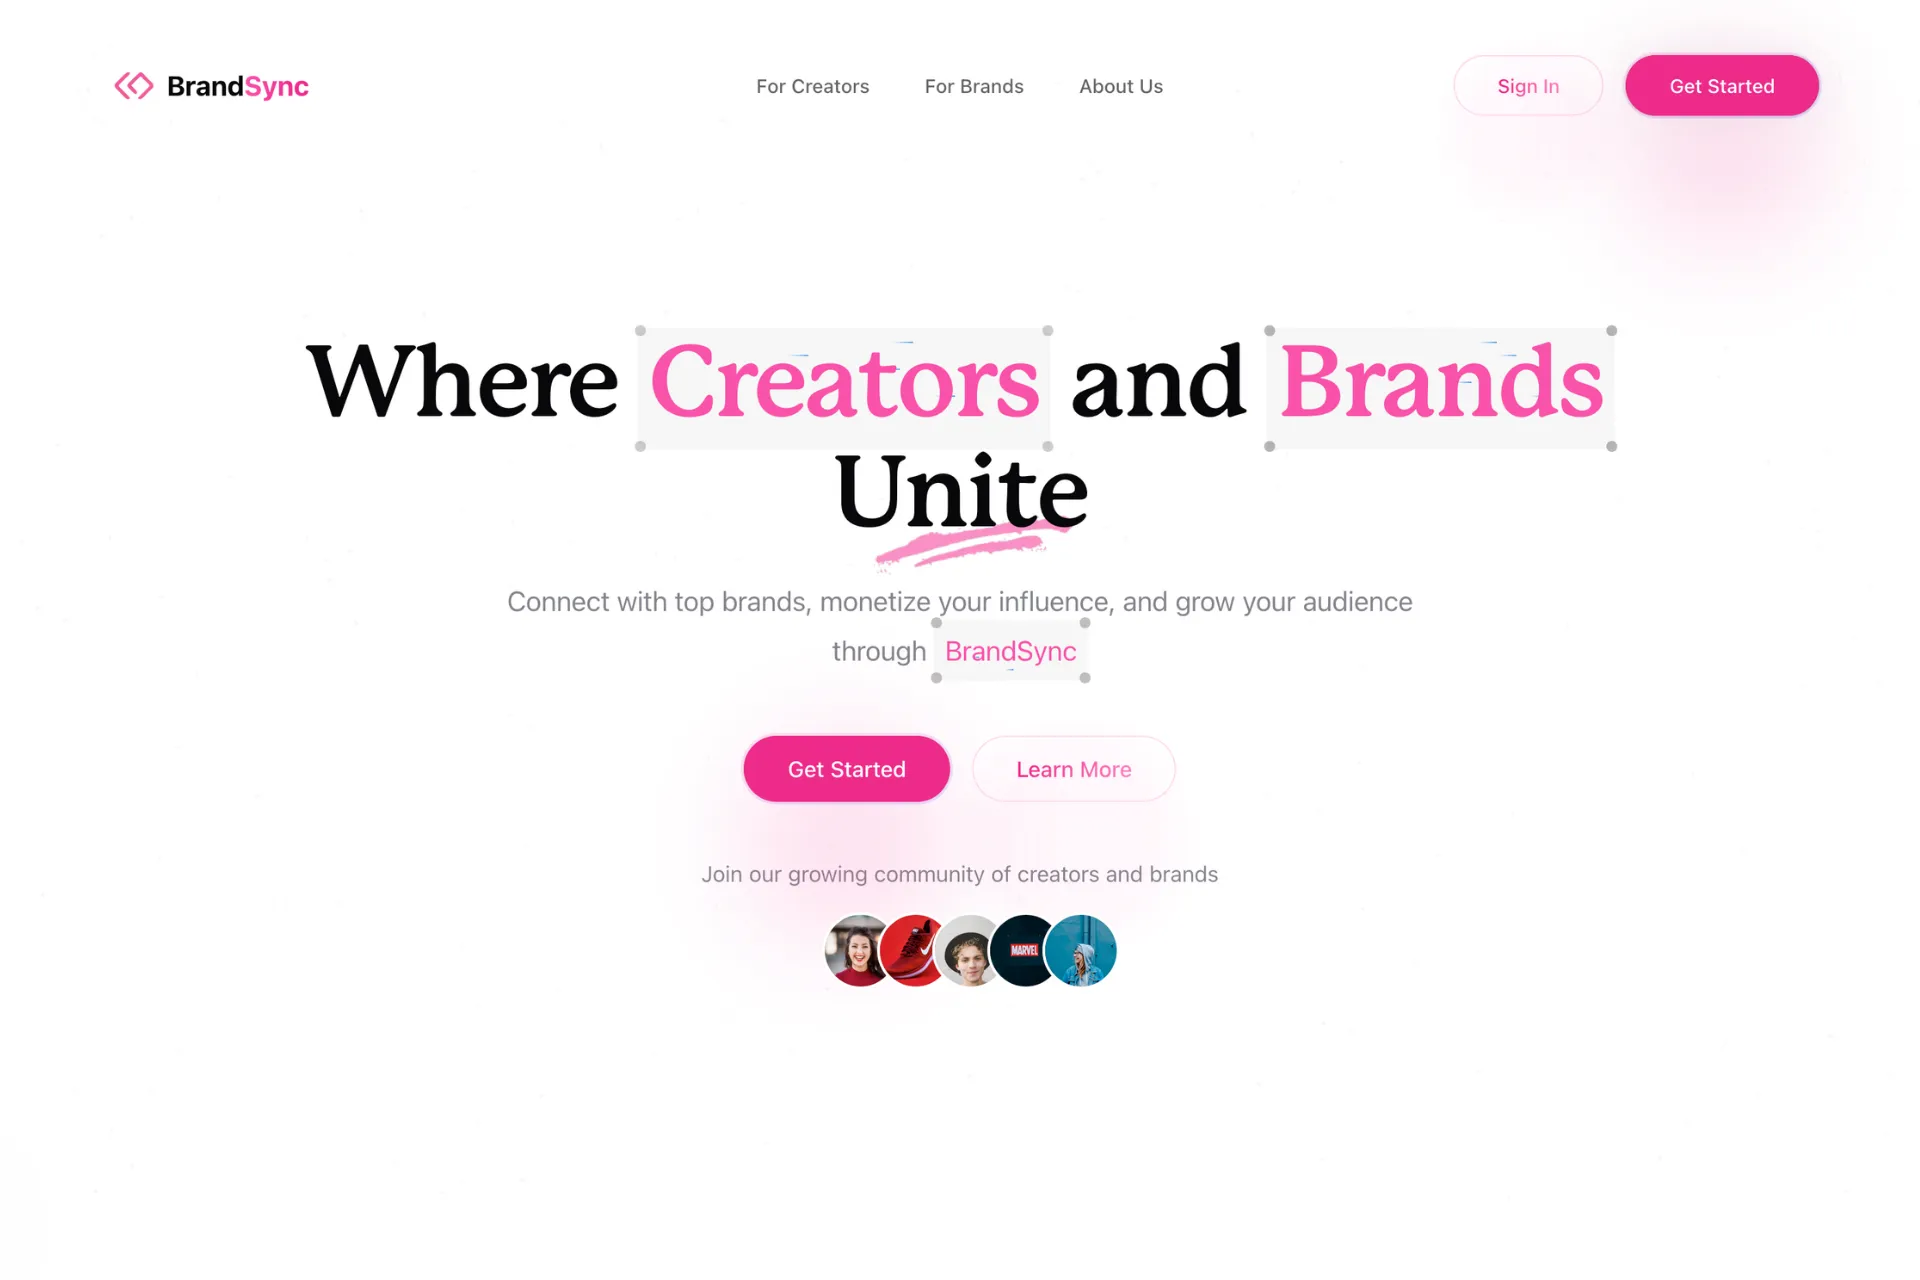 BrandSync
For Creators
For Brands
About Us
Sign In
Get Started
Where Creators and Brands
Unite
Connect with top brands, monetize your influence, and grow your audience
through BrandSync
Get Started
Learn More
Join our growing community of creators and brands
MARVEL